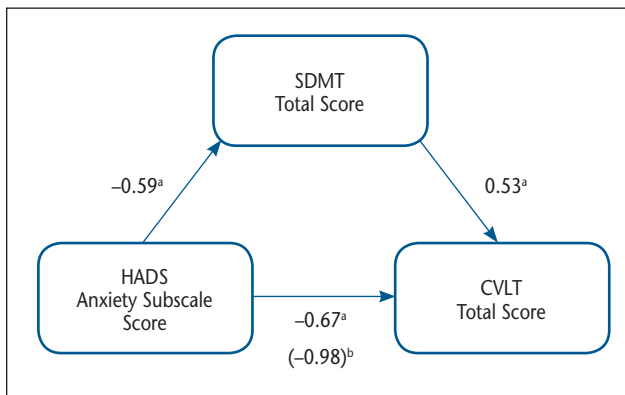 SDMT
Total Score
–0.59ᵃ
0.53ᵃ
HADS
Anxiety Subscale
Score
CVLT
Total Score
–0.67ᵃ
(–0.98)ᵇ